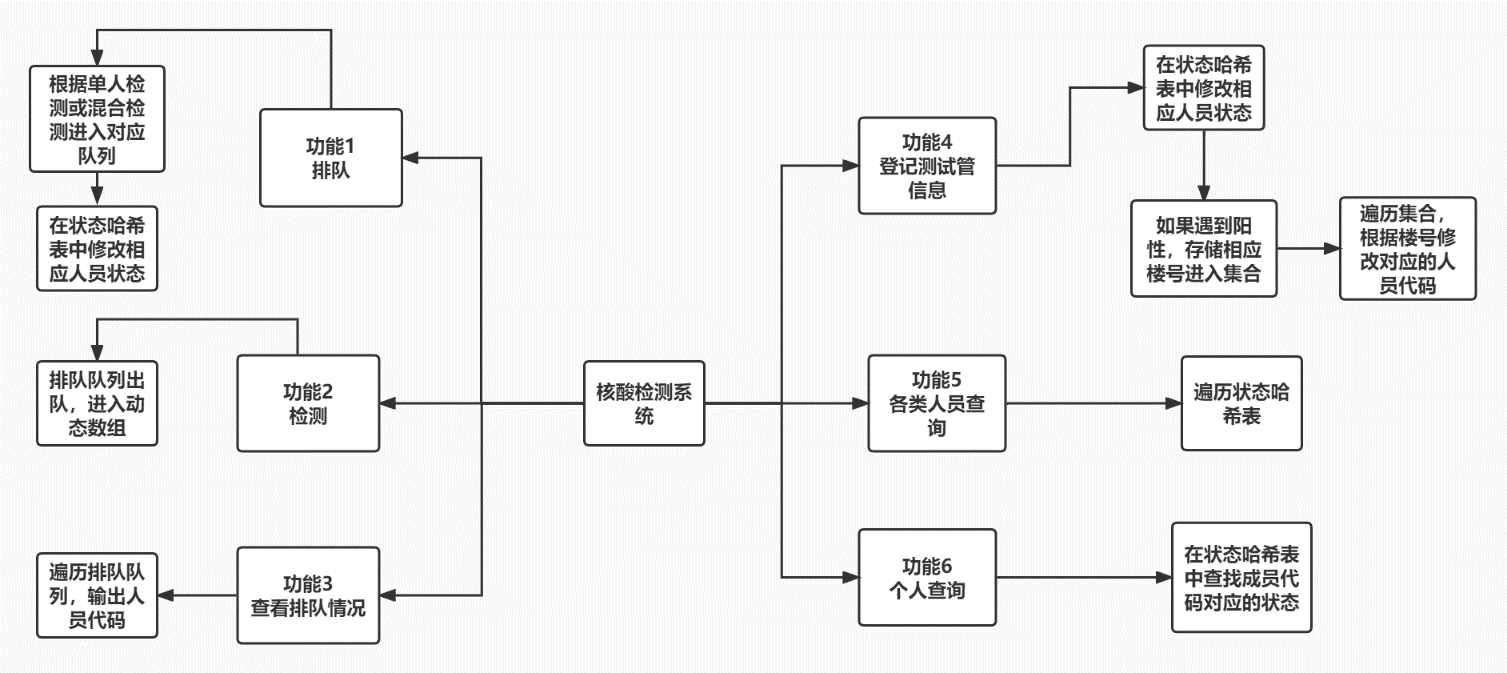 根据单人检
测或混合检
测进入对应
队列
在状态哈希
表中修改相
应人员状态
功能1
排队
排队队列出
队，进入动
态数组
功能2
检测
遍历排队队
列，输出人
员代码
功能3
查看排队情况
核酸检测系
统
功能4
登记测试管
信息
在状态哈希
表中修改相
应人员状态
如果遇到阳
性，存储相应
楼号进入集合
遍历集合，
根据楼号修
改对应的人
员代码
功能5
各类人员查
询
遍历状态哈
希表
功能6
个人查询
在状态哈希表
中查找成员代
码对应的状态